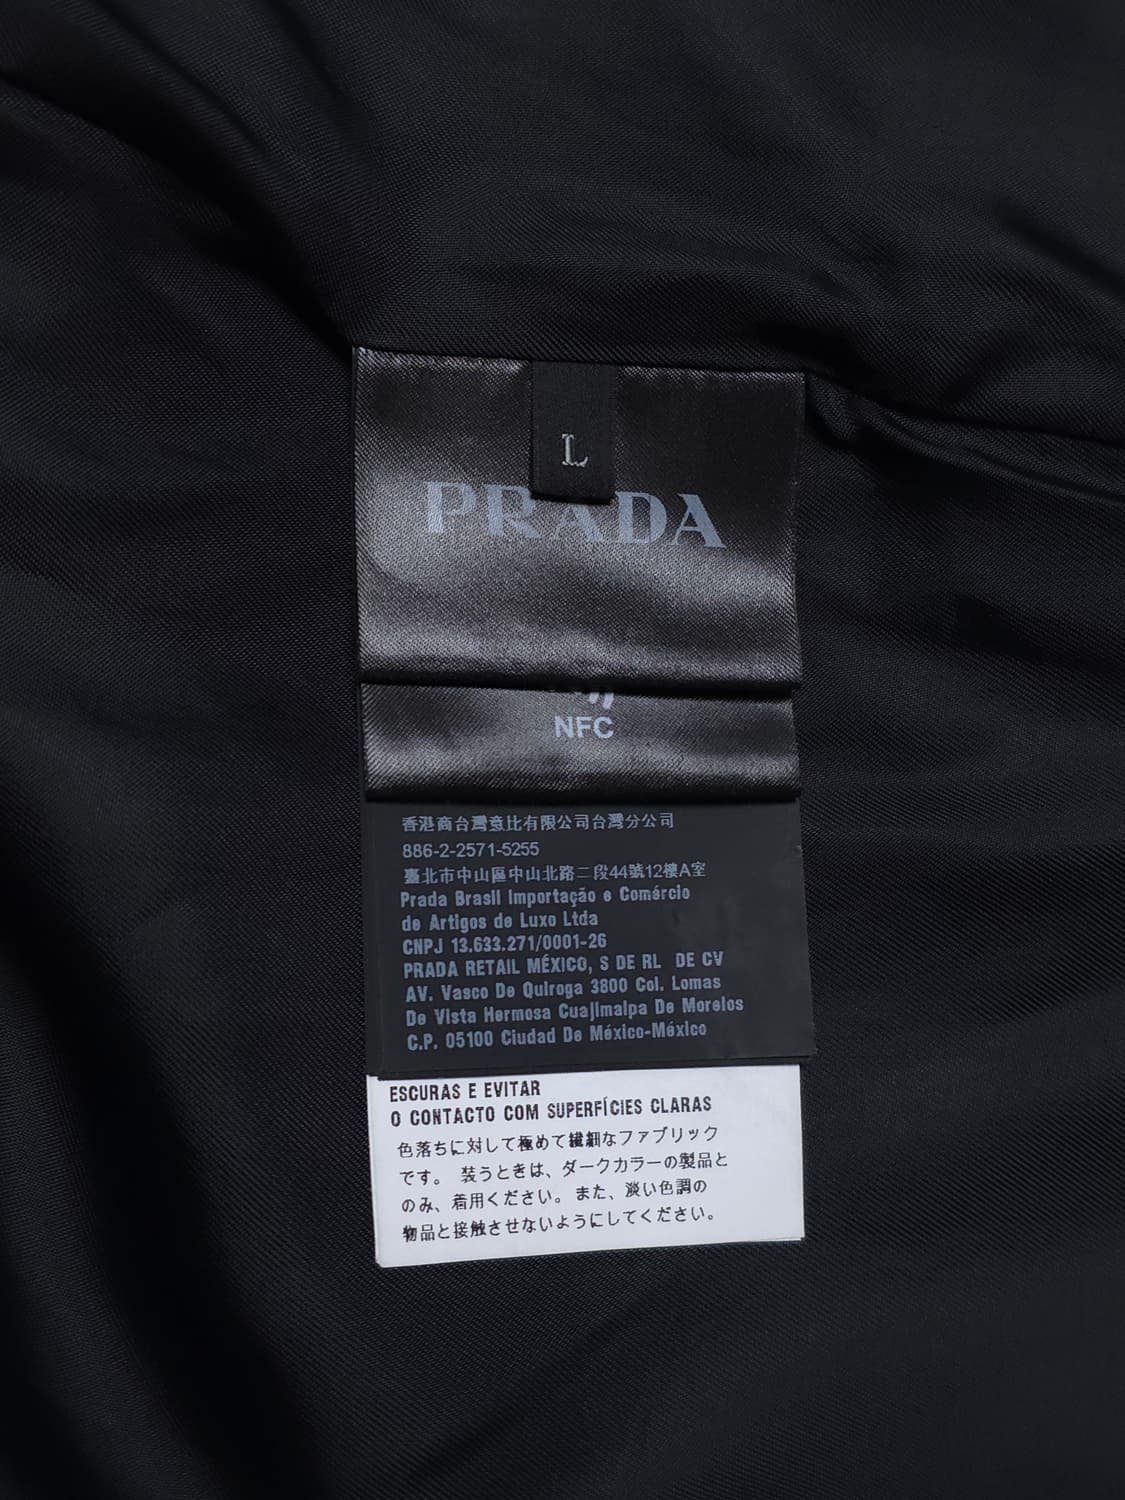 L
PRADA
NFC
香港商台灣意比有限公司台灣分公司
886-2-2571-5255
臺北市中山區中山北路二段44號12樓A室
Prada Brasil Importação e Comércio
de Artigos de Luxo Ltda
CNPJ 13.633.271/0001-26
PRADA RETAIL MÉXICO, S DE RL DE CV
AV. Vasco De Quiroga 3800 Col. Lomas
De Vista Hermosa Cuajimalpa De Morelos
C.P. 05100 Ciudad De México-México
ESCURAS E EVITAR
O CONTACTO COM SUPERFÍCIES CLARAS
色落ちに対して極めて繊細なファブリック
です。装うときは、ダークカラーの製品と
のみ、着用ください。また、淡い色調の
物品と接触させないようにしてください。